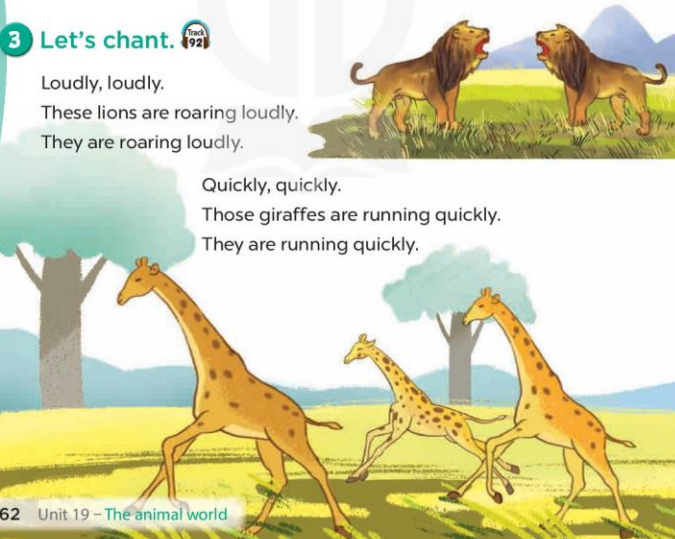 3 Let's chant. Track 92
Loudly, loudly.
These lions are roaring loudly.
They are roaring loudly.
Quickly, quickly.
Those giraffes are running quickly.
They are running quickly.
62 Unit 19 – The animal world